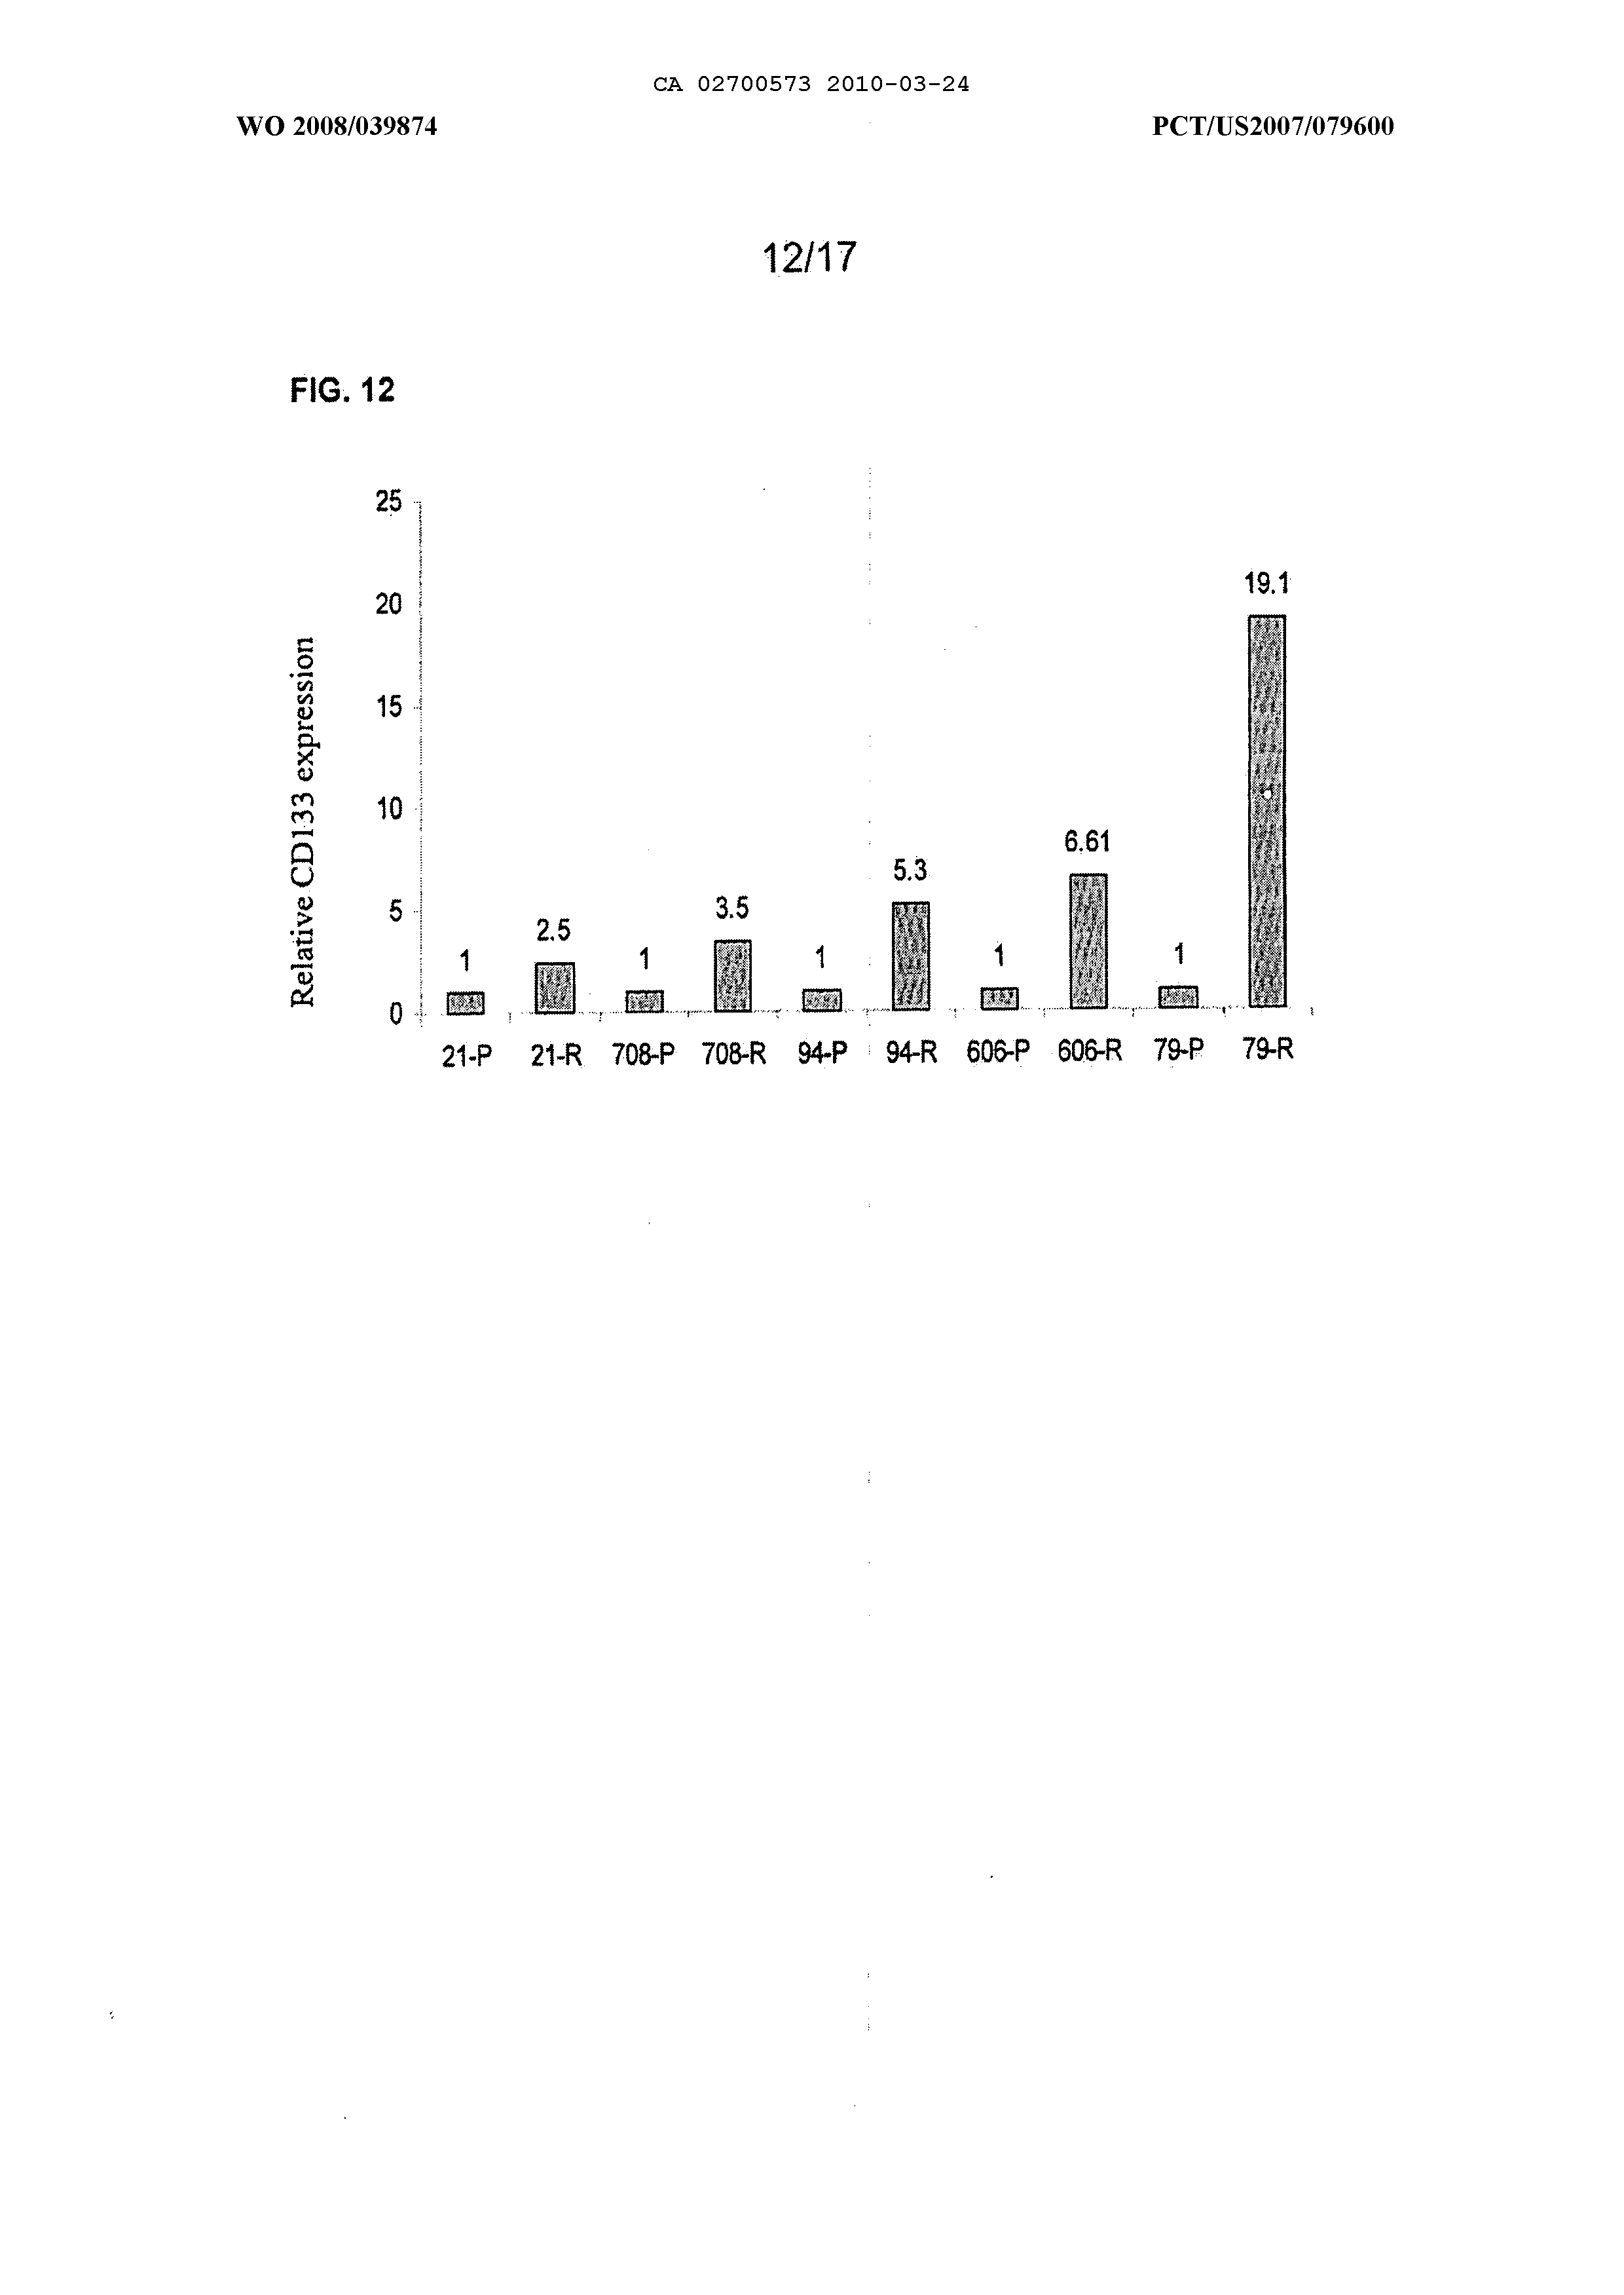 CA 02700573 2010-03-24
WO 2008/039874
PCT/US2007/079600
12/17
FIG. 12
Relative CD133 expression
25
20
15
10
5
0
1
2.5
1
3.5
1
5.3
1
6.61
1
19.1
21-P
21-R
708-P
708-R
94-P
94-R
606-P
606-R
79-P
79-R